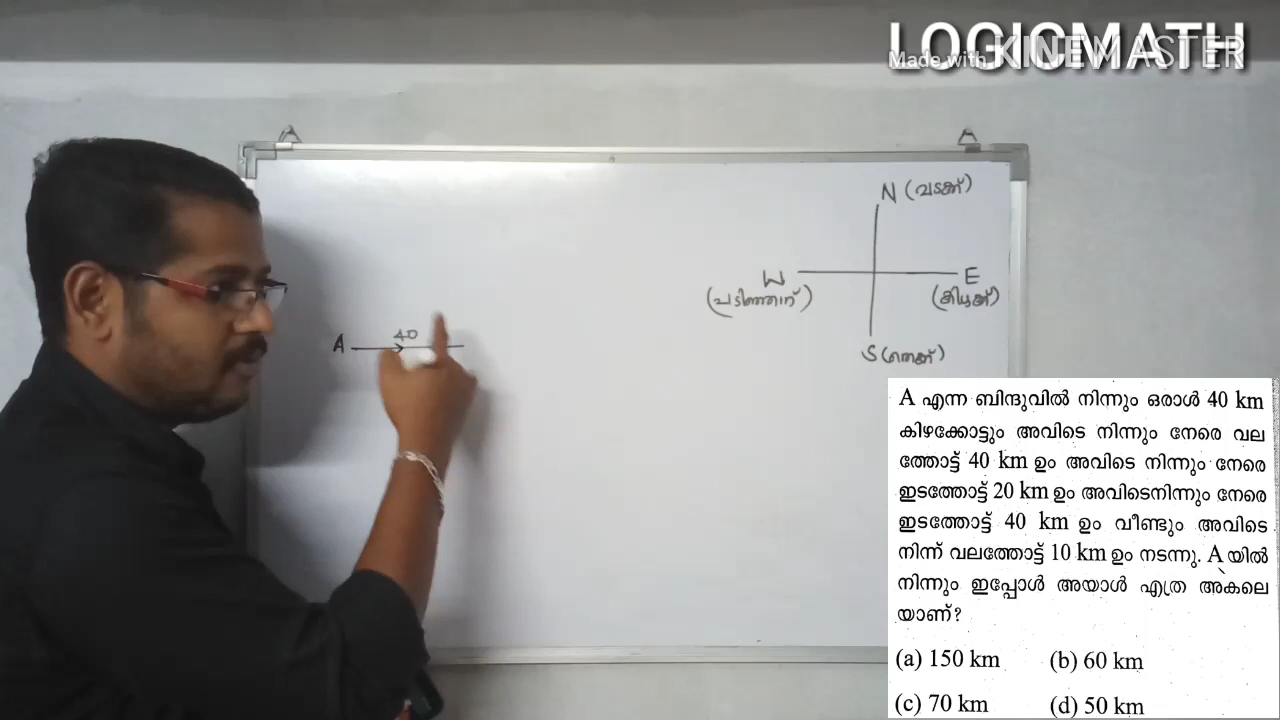 LOGICMATH
Made with KINEMASTER
N (വടക്ക്)
W
E
(പടിഞ്ഞാറ്)
(കിഴക്ക്)
A 40
S (തെക്ക്)
A എന്ന ബിന്ദുവിൽ നിന്നും ഒരാൾ 40 km
കിഴക്കോട്ടും അവിടെ നിന്നും നേരെ വല
ത്തോട്ട് 40 km ഉം അവിടെ നിന്നും നേരെ
ഇടത്തോട്ട് 20 km ഉം അവിടെനിന്നും നേരെ
ഇടത്തോട്ട് 40 km ഉം വീണ്ടും അവിടെ
നിന്ന് വലത്തോട്ട് 10 km ഉം നടന്നു. A യിൽ
നിന്നും ഇപ്പോൾ അയാൾ എത്ര അകലെ
യാണ്?
(a) 150 km (b) 60 km
(c) 70 km (d) 50 km